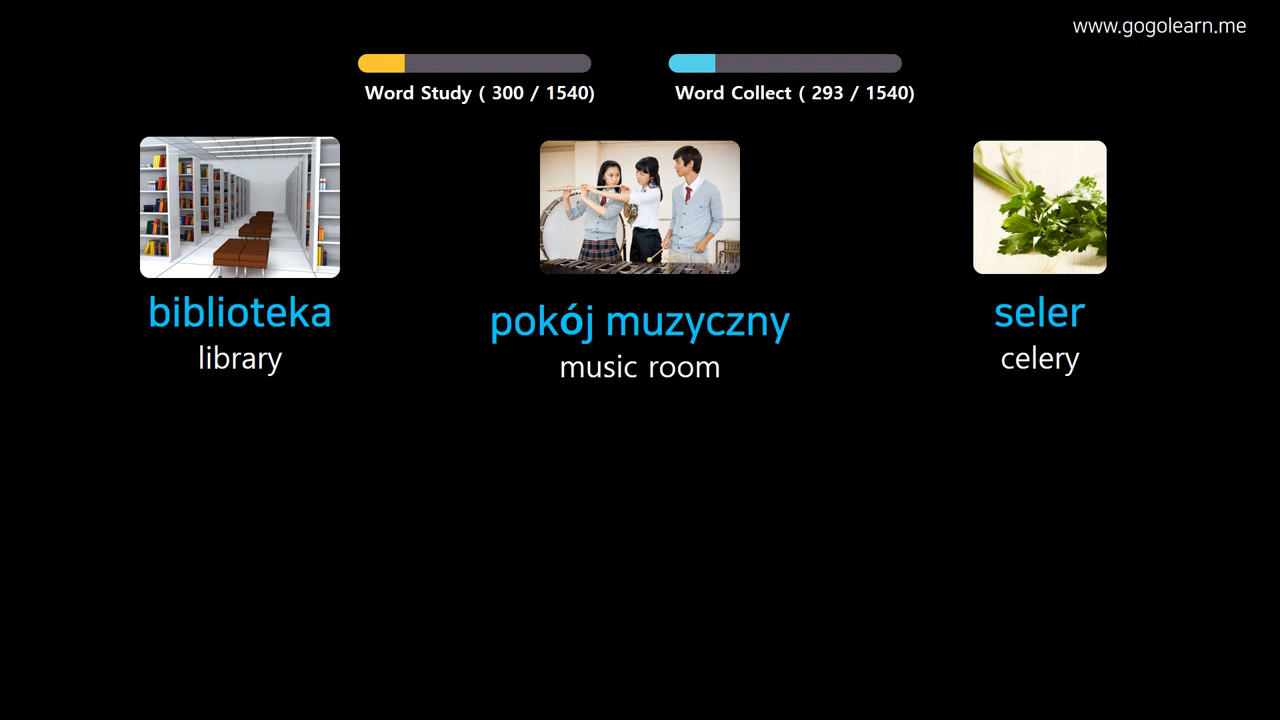 www.gogolearn.me
Word Study ( 300 / 1540)
Word Collect ( 293 / 1540)
biblioteka
library
pokój muzyczny
music room
seler
celery